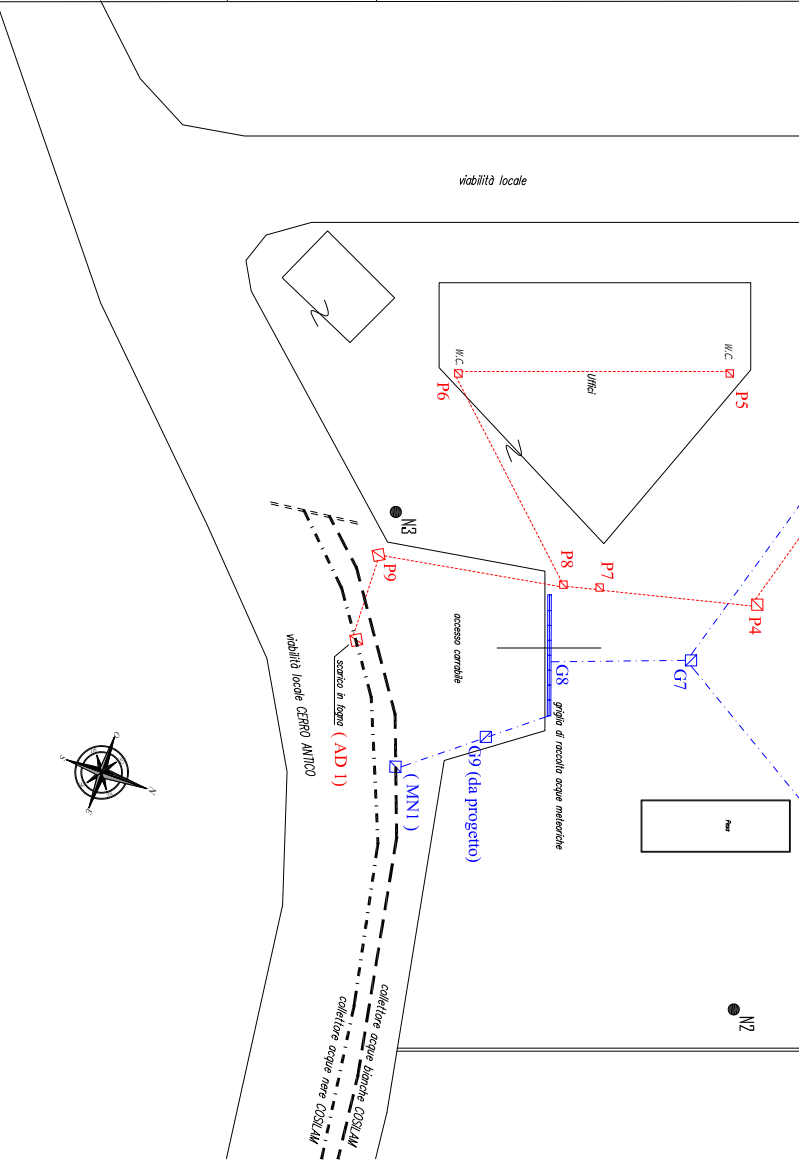 viabilità locale
W.C.
W.C.
Uffici
P5
P6
N3
P9
P8
P7
P4
accesso carrabile
G8
G7
scarico in fogna
( AD 1)
viabilità locale CERRO ANTICO
griglia di raccolta acque meteoriche
( MN1 )
G9 (da progetto)
Pesa
N2
collettore acque bianche COSILAM
collettore acque nere COSILAM
O
N
S
E